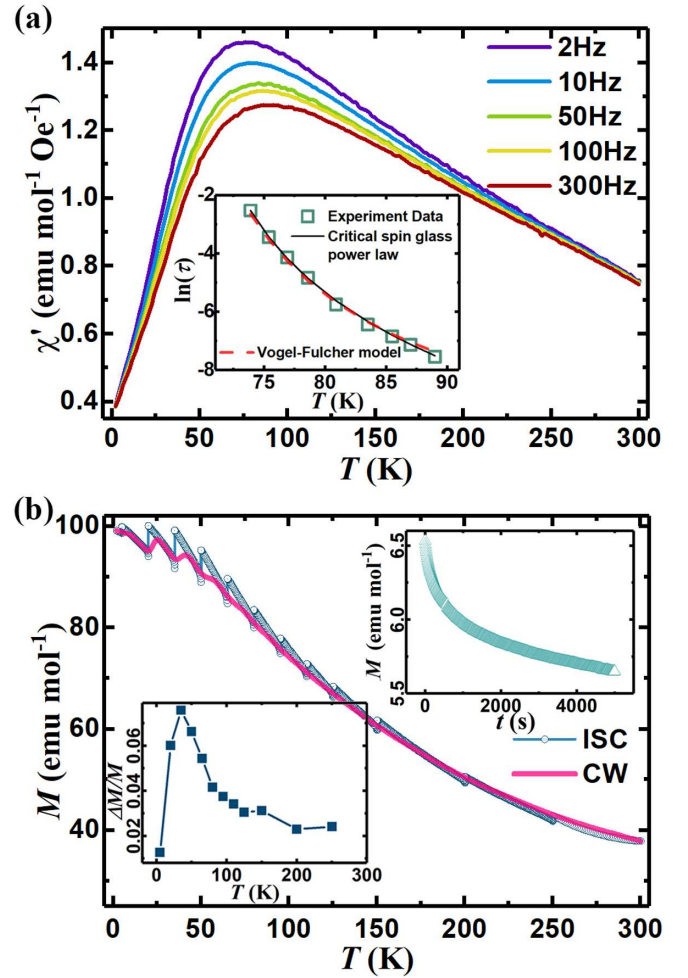 (a)
2Hz
10Hz
50Hz
100Hz
300Hz
1.4
1.2
1.0
0.8
0.6
0.4
χ' (emu mol⁻¹ Oe⁻¹)
-2
-4
-6
-8
ln(τ)
Experiment Data
Critical spin glass
power law
Vogel-Fulcher model
75 80 85 90
T (K)
0 50 100 150 200 250 300
T (K)
(b)
100
80
60
40
M (emu mol⁻¹)
6.5
6.0
5.5
M (emu mol⁻¹)
0 2000 4000
t (s)
ISC
CW
0.06
0.04
0.02
ΔM/M
0 100 200 300
T (K)
0 50 100 150 200 250 300
T (K)